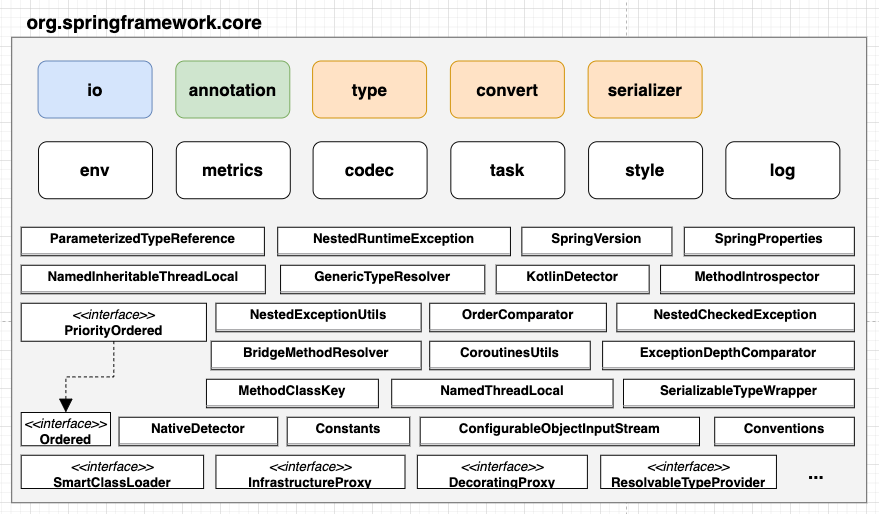 org.springframework.core
io
annotation
type
convert
serializer
env
metrics
codec
task
style
log
ParameterizedTypeReference
NestedRuntimeException
SpringVersion
SpringProperties
NamedInheritableThreadLocal
GenericTypeResolver
KotlinDetector
MethodIntrospector
<<interface>>
PriorityOrdered
NestedExceptionUtils
OrderComparator
NestedCheckedException
BridgeMethodResolver
CoroutinesUtils
ExceptionDepthComparator
MethodClassKey
NamedThreadLocal
SerializableTypeWrapper
<<interface>>
Ordered
NativeDetector
Constants
ConfigurableObjectInputStream
Conventions
<<interface>>
SmartClassLoader
<<interface>>
InfrastructureProxy
<<interface>>
DecoratingProxy
<<interface>>
ResolvableTypeProvider
...